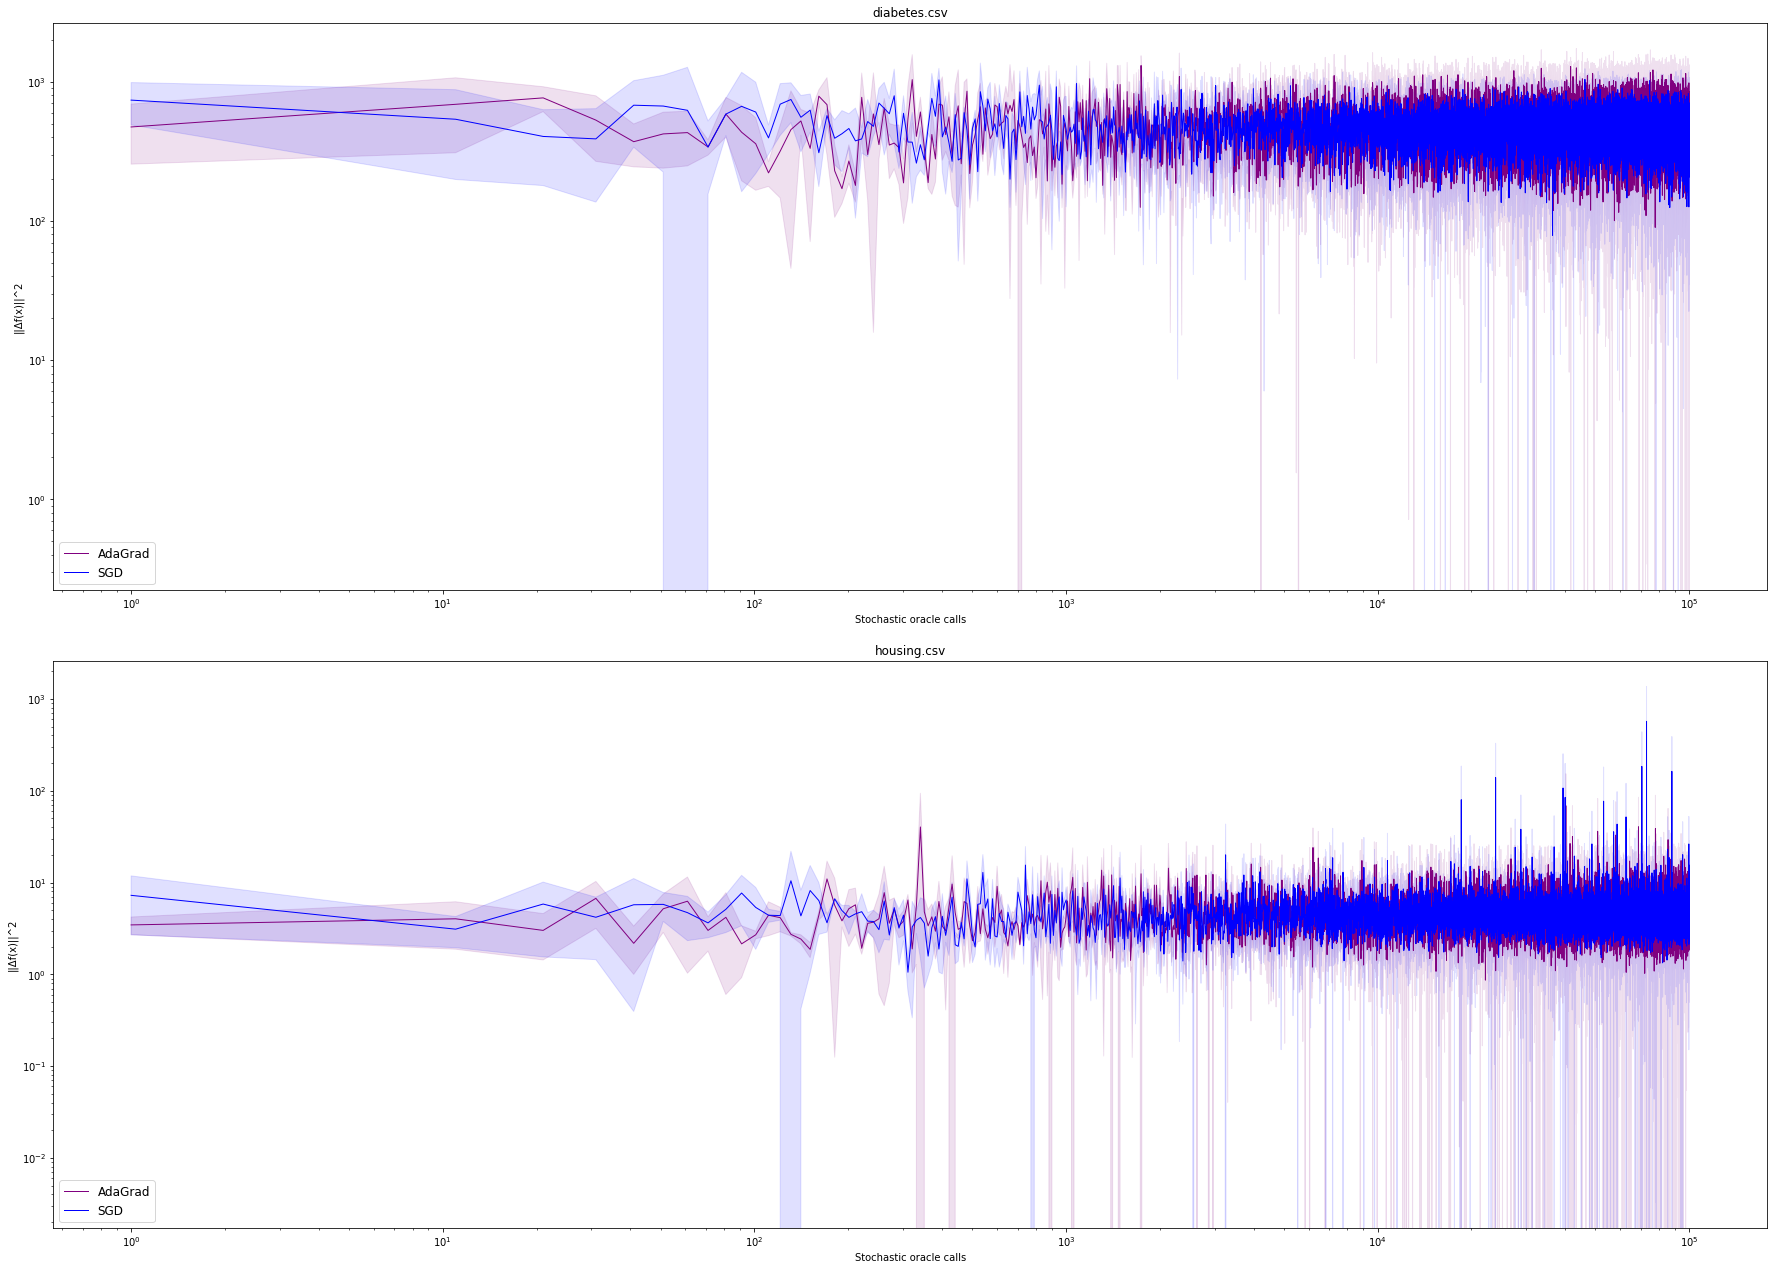 diabetes.csv
||Δf(x)||^2
10³
10²
10¹
10⁰
AdaGrad
SGD
10⁰ 10¹ 10² 10³ 10⁴ 10⁵
Stochastic oracle calls
housing.csv
||Δf(x)||^2
10³
10²
10¹
10⁰
10⁻¹
10⁻²
AdaGrad
SGD
10⁰ 10¹ 10² 10³ 10⁴ 10⁵
Stochastic oracle calls